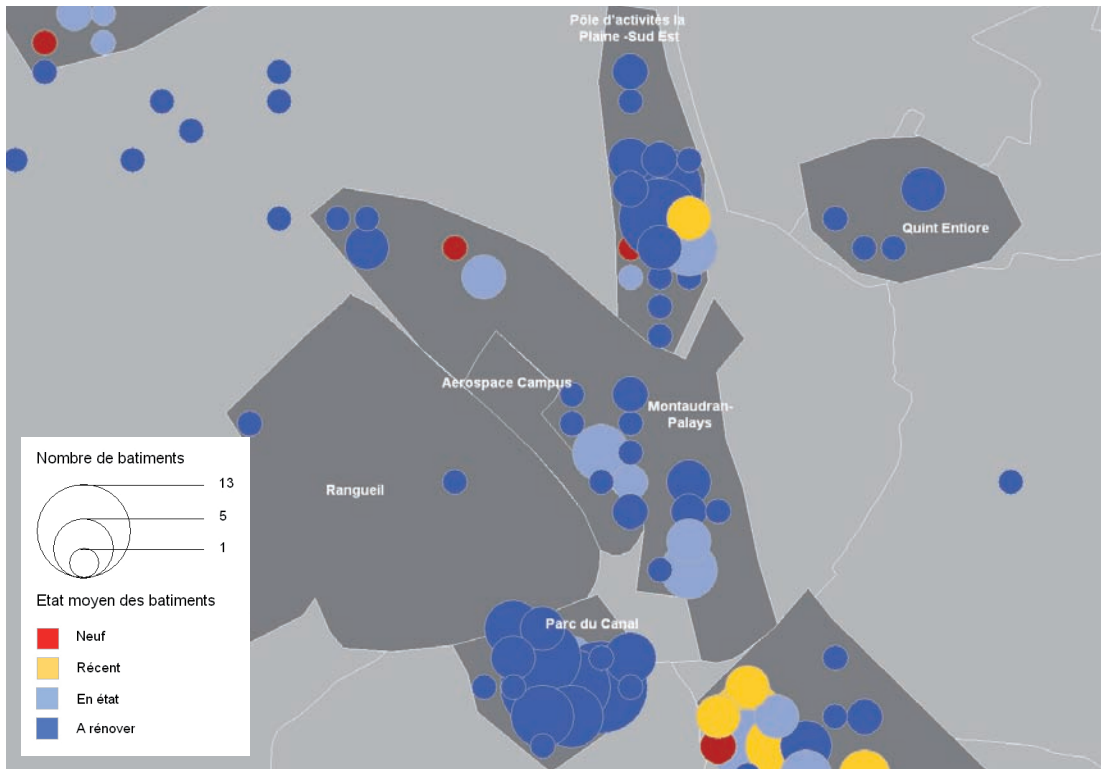 Pôle d'activités la
Plaine -Sud Est
Quint Entiore
Aérospace Campus
Montaudran-
Palays
Rangueil
Parc du Canal
Nombre de batiments
13
5
1
Etat moyen des batiments
Neuf
Récent
En état
A rénover